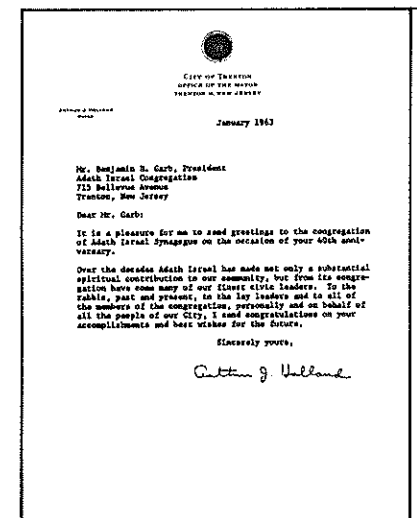 CITY OF TRENTON
OFFICE OF THE MAYOR
TRENTON 8, NEW JERSEY
ARTHUR J. HOLLAND
MAYOR
January 1963
Mr. Benjamin H. Garb, President
Adath Israel Congregation
715 Bellevue Avenue
Trenton, New Jersey
Dear Mr. Garb:
It is a pleasure for me to send greetings to the congregation
of Adath Israel Synagogue on the occasion of your 40th anni-
versary.
Over the decades Adath Israel has made not only a substantial
spiritual contribution to our community, but from its congre-
gation have come many of our finest civic leaders. To the
rabbis, past and present, to the lay leaders and to all of
the members of the congregation, personally and on behalf of
all the people of our City, I send congratulations on your
accomplishments and best wishes for the future.
Sincerely yours,
Arthur J. Holland